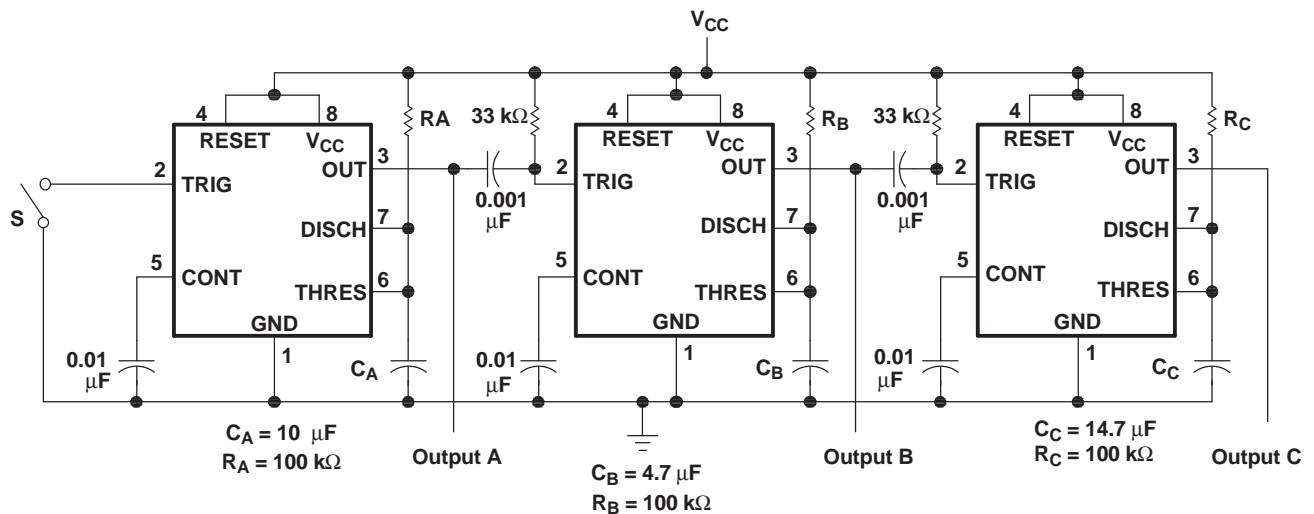 VCC
4 8 RA 33 kΩ 4 8 RB 33 kΩ 4 8 RC
RESET VCC RESET VCC RESET VCC
2 TRIG OUT 3 2 TRIG OUT 3 2 TRIG OUT 3
S
0.001 µF 0.001 µF
DISCH 7 DISCH 7 DISCH 7
5 CONT 5 CONT 5 CONT
THRES 6 THRES 6 THRES 6
GND GND GND
1 1 1
0.01 µF CA 0.01 µF CB 0.01 µF CC
CA = 10 µF
RA = 100 kΩ
Output A
CB = 4.7 µF
RB = 100 kΩ
Output B
CC = 14.7 µF
RC = 100 kΩ
Output C